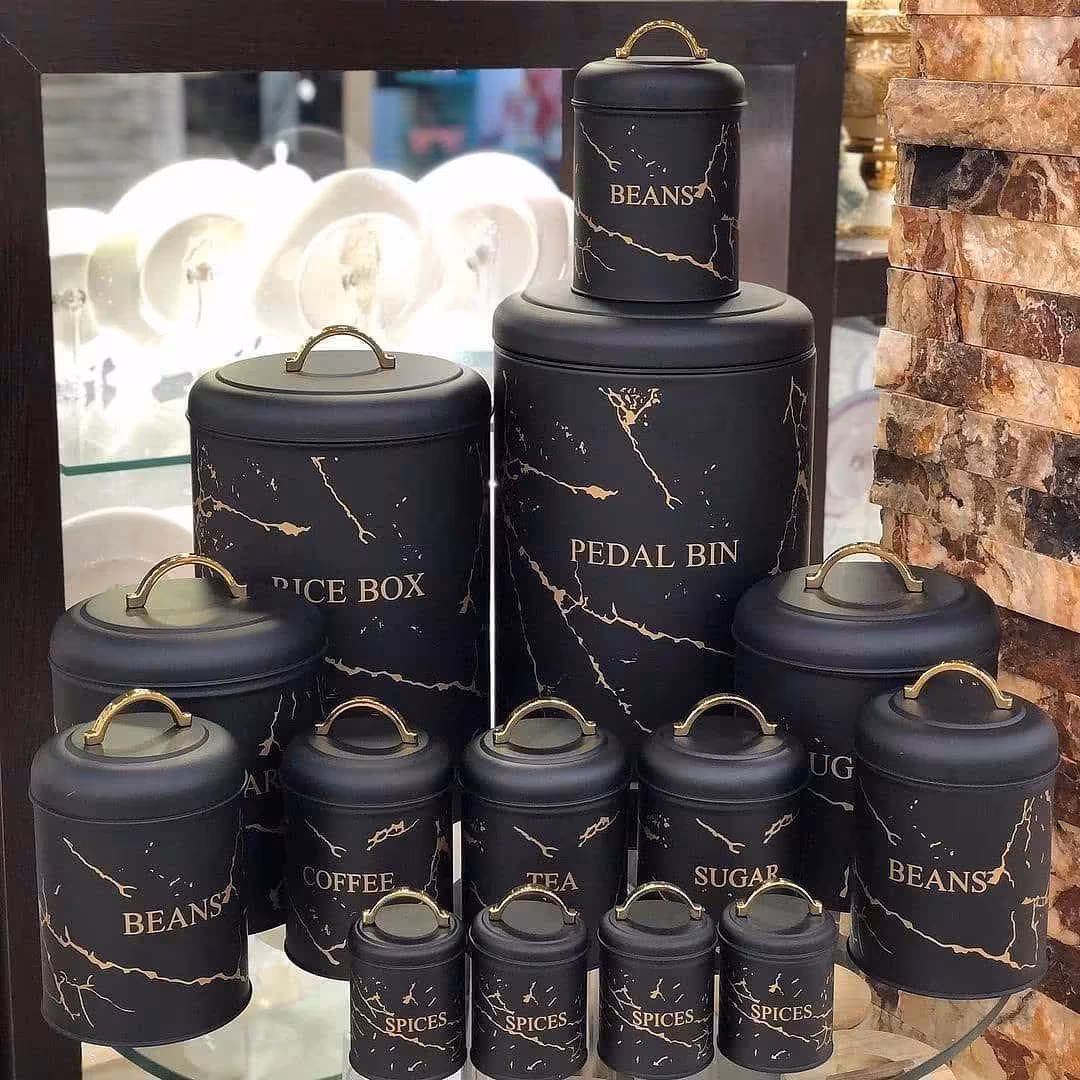 BEANS
PEDAL BIN
RICE BOX
BEANS
COFFEE
TEA
SUGAR
BEANS
SPICES
SPICES
SPICES
SPICES